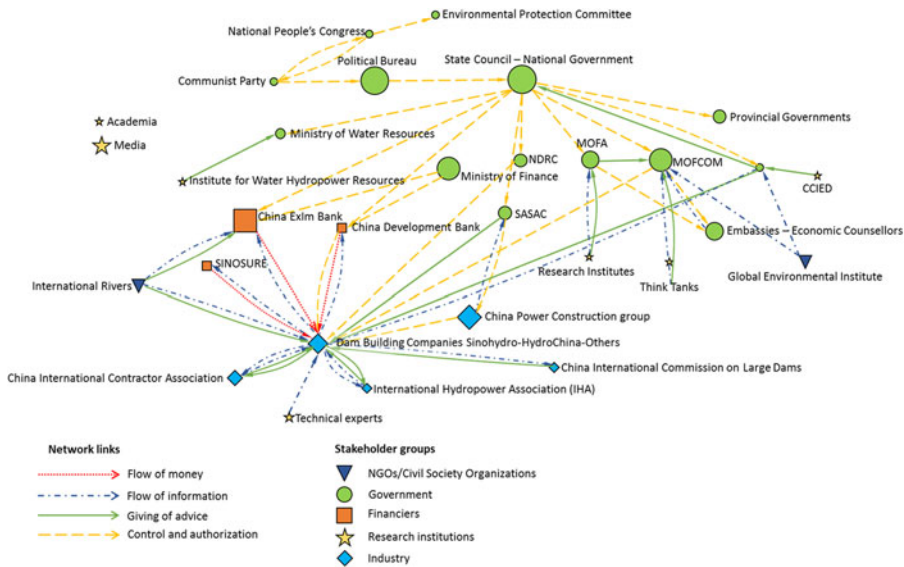 Environmental Protection Committee
National People's Congress
Political Bureau
State Council – National Government
Communist Party
Provincial Governments
Academia
Media
Ministry of Water Resources
MOFA
NDRC
MOFCOM
Ministry of Finance
Institute for Water Hydropower Resources
CCIED
China ExIm Bank
SASAC
China Development Bank
Embassies – Economic Counsellors
SINOSURE
Research Institutes
Global Environmental Institute
International Rivers
Think Tanks
China Power Construction group
Dam Building Companies Sinohydro-HydroChina-Others
China International Commission on Large Dams
China International Contractor Association
International Hydropower Association (IHA)
Technical experts
Network links
Flow of money
Flow of information
Giving of advice
Control and authorization
Stakeholder groups
NGOs/Civil Society Organizations
Government
Financiers
Research institutions
Industry